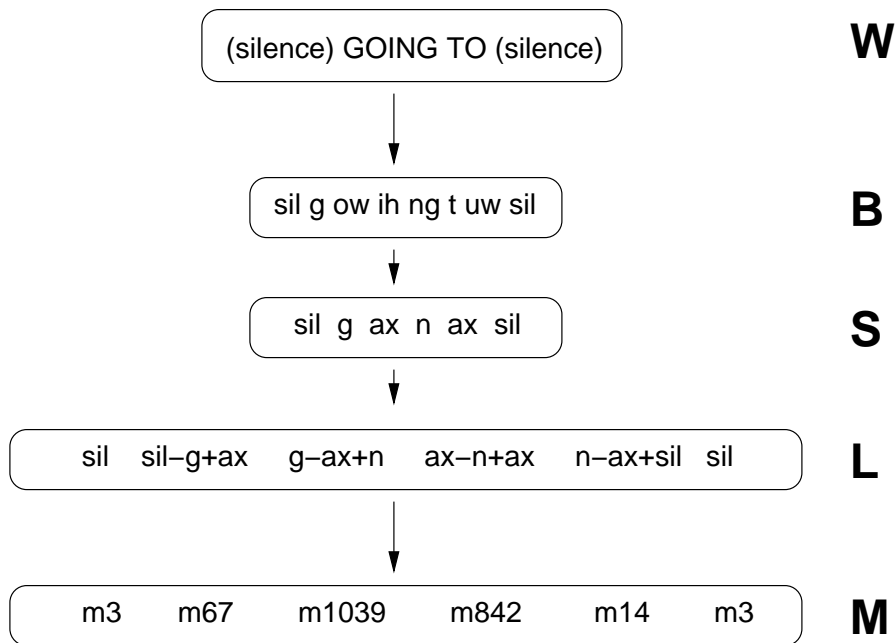 (silence) GOING TO (silence) W
sil g ow ih ng t uw sil B
sil g ax n ax sil S
sil sil−g+ax g−ax+n ax−n+ax n−ax+sil sil L
m3 m67 m1039 m842 m14 m3 M